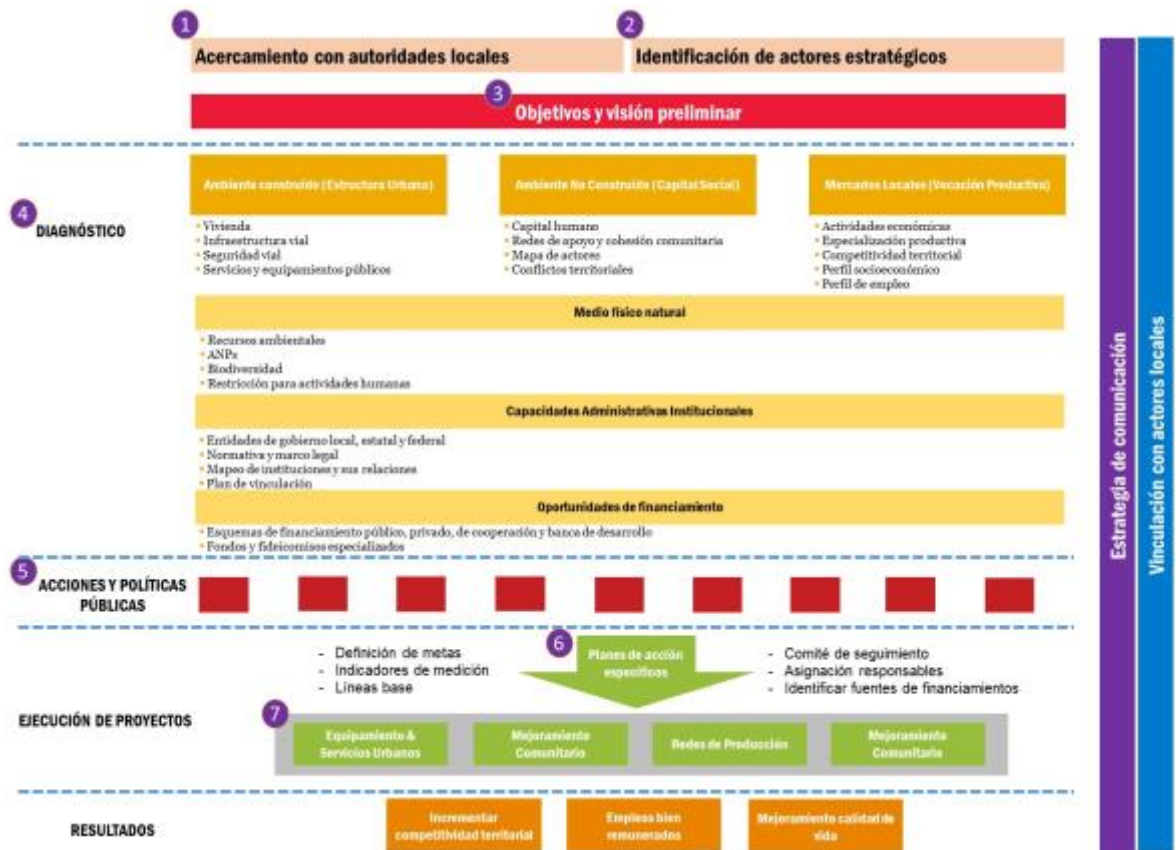 1
2
Acercamiento con autoridades locales
Identificación de actores estratégicos
3
Objetivos y visión preliminar
4
DIAGNÓSTICO
Ambiente construido (Estructura Urbana)
• Vivienda
• Infraestructura vial
• Seguridad vial
• Servicios y equipamientos públicos
Ambiente No Construido (Capital Social)
• Capital humano
• Redes de apoyo y cohesión comunitaria
• Mapa de actores
• Conflictos territoriales
Mercados Locales (Vocación Productiva)
• Actividades económicas
• Especialización productiva
• Competitividad territorial
• Perfil socioeconómico
• Perfil de empleo
Medio físico natural
• Recursos ambientales
• ANPs
• Biodiversidad
• Restricción para actividades humanas
Capacidades Administrativas Institucionales
• Entidades de gobierno local, estatal y federal
• Normativa y marco legal
• Mapeo de instituciones y sus relaciones
• Plan de vinculación
Oportunidades de financiamiento
• Esquemas de financiamiento público, privado, de cooperación y banca de desarrollo
• Fondos y fideicomisos especializados
5
ACCIONES Y POLÍTICAS
PÚBLICAS
6
- Definición de metas
- Indicadores de medición
- Líneas base
Planes de acción
específicos
- Comité de seguimiento
- Asignación responsables
- Identificar fuentes de financiamientos
EJECUCIÓN DE PROYECTOS
7
Equipamiento &
Servicios Urbanos
Mejoramiento
Comunitario
Redes de Producción
Mejoramiento
Comunitario
RESULTADOS
Incrementar
competitividad territorial
Empleso bien
remunerados
Mejoramiento calidad de
vida
Estrategia de comunicación
Vinculación con actores locales